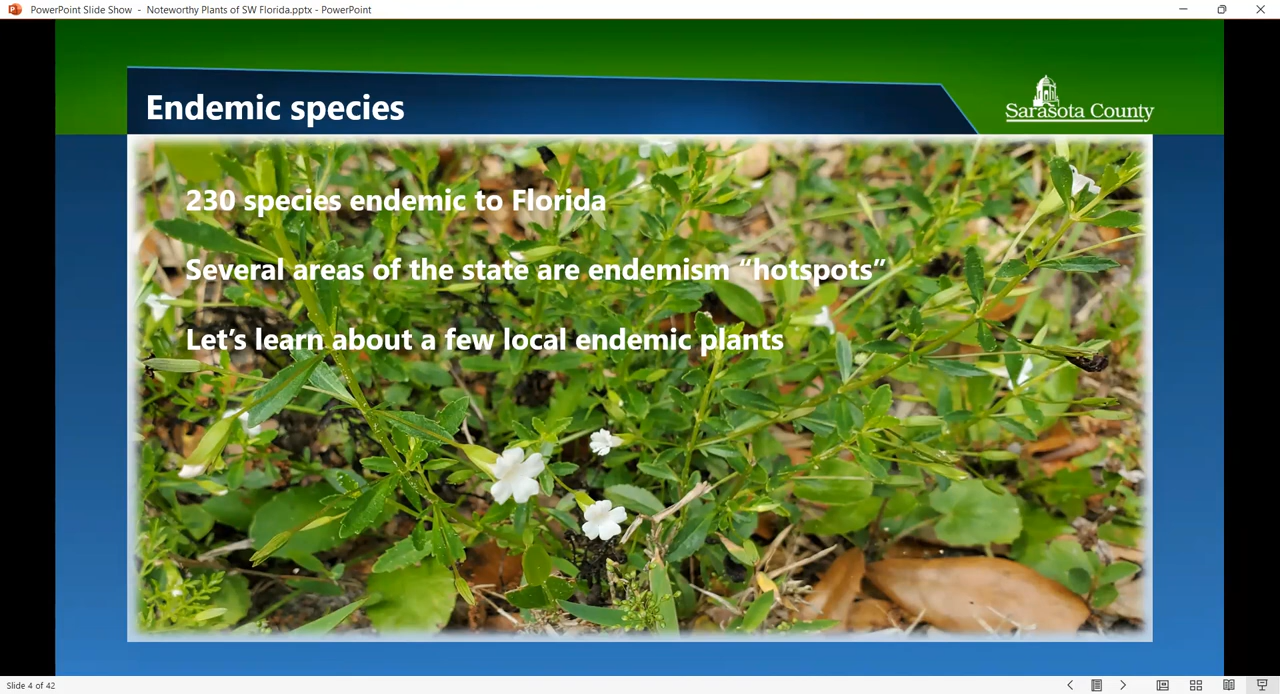 PowerPoint Slide Show - Noteworthy Plants of SW Florida.pptx - PowerPoint
Endemic species
Sarasota County
230 species endemic to Florida
Several areas of the state are endemism “hotspots”
Let’s learn about a few local endemic plants
Slide 4 of 42